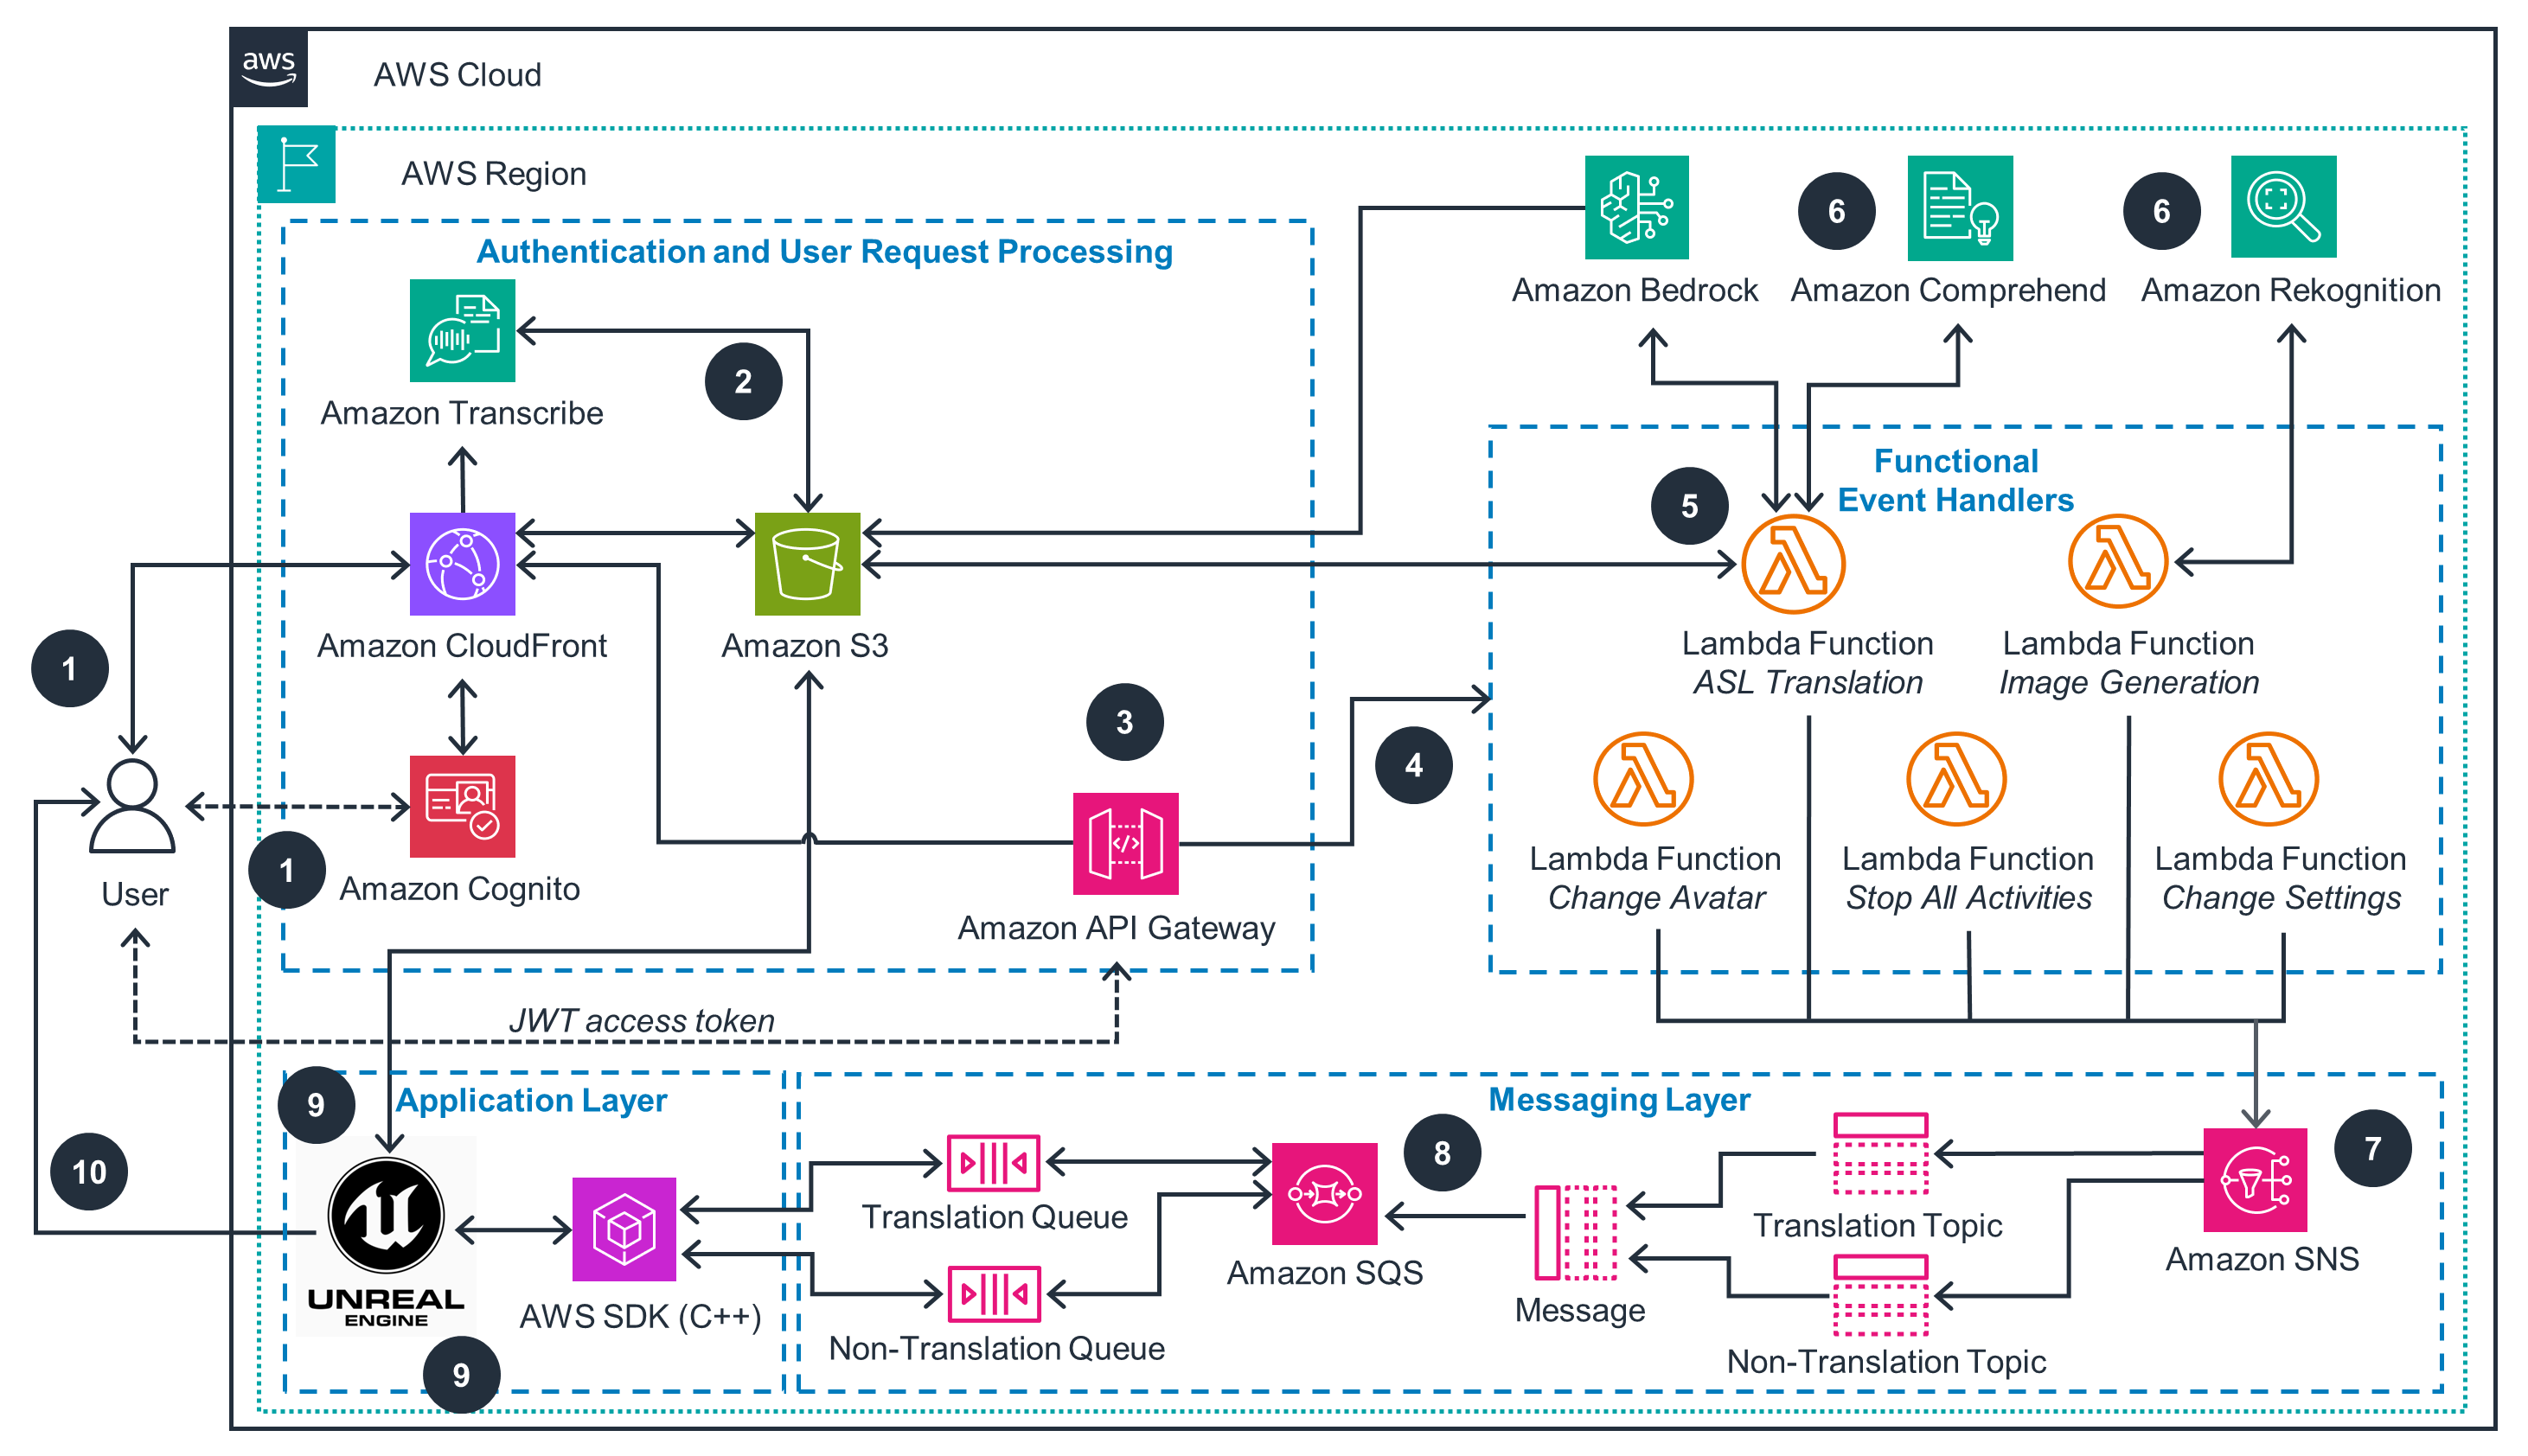 aws
AWS Cloud
AWS Region
Authentication and User Request Processing
Amazon Transcribe
2
Amazon CloudFront
Amazon S3
1
User
1
Amazon Cognito
3
Amazon API Gateway
JWT access token
4
Amazon Bedrock
6
Amazon Comprehend
6
Amazon Rekognition
Functional
Event Handlers
5
Lambda Function
ASL Translation
Lambda Function
Image Generation
Lambda Function
Change Avatar
Lambda Function
Stop All Activities
Lambda Function
Change Settings
9
Application Layer
10
UNREAL
ENGINE
AWS SDK (C++)
9
Messaging Layer
Translation Queue
Non-Translation Queue
Amazon SQS
8
Message
Translation Topic
Non-Translation Topic
Amazon SNS
7